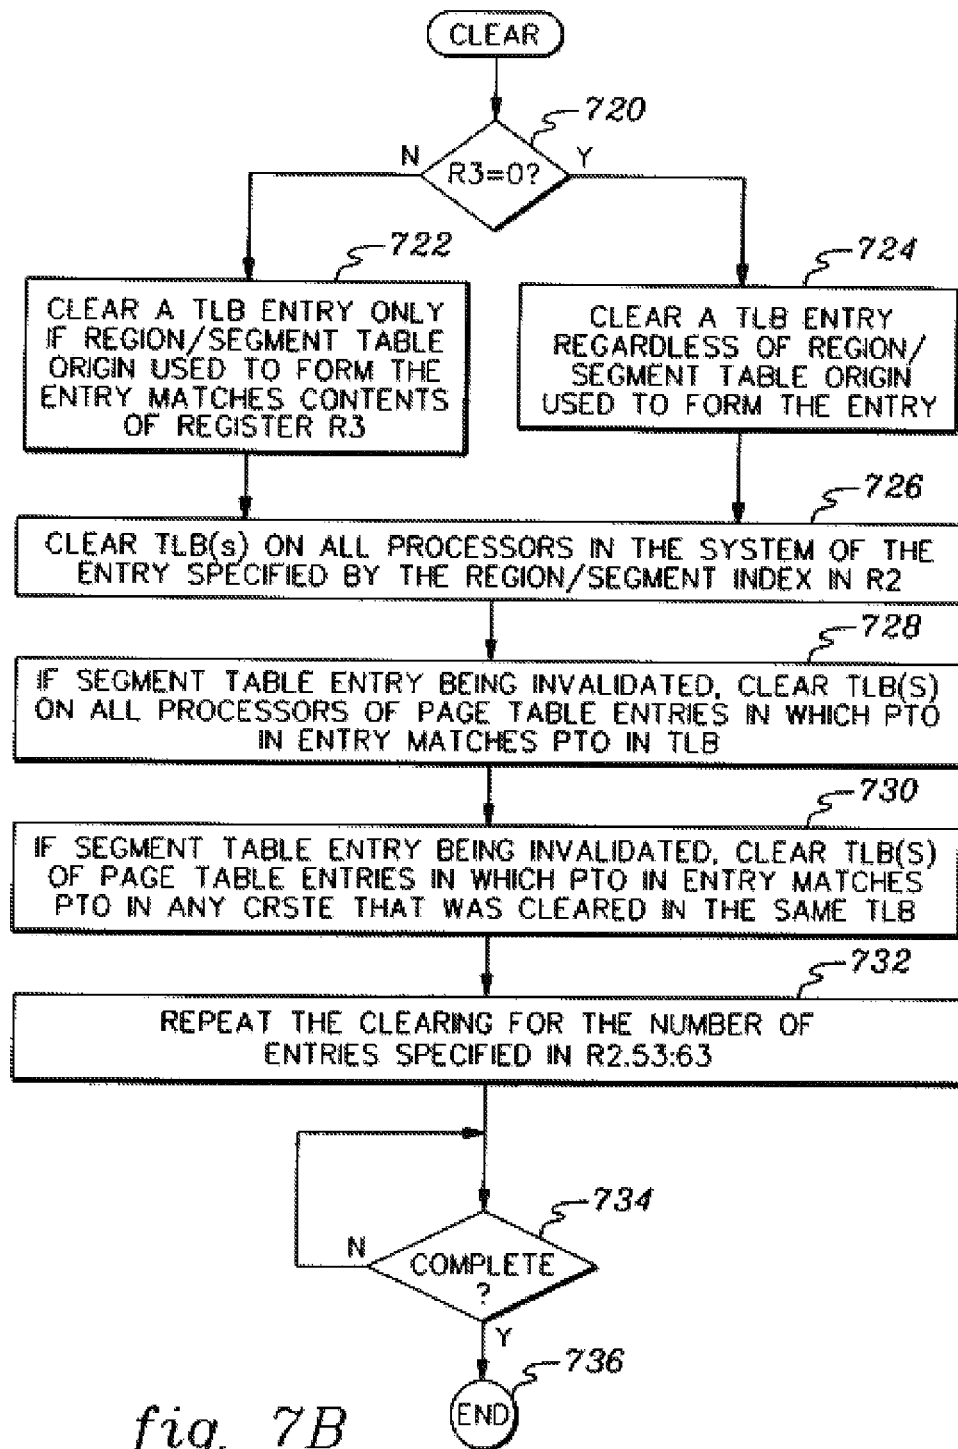 CLEAR
720
N
R3=0?
Y
722
724
CLEAR A TLB ENTRY ONLY
IF REGION/SEGMENT TABLE
ORIGIN USED TO FORM THE
ENTRY MATCHES CONTENTS
OF REGISTER R3
CLEAR A TLB ENTRY
REGARDLESS OF REGION/
SEGMENT TABLE ORIGIN
USED TO FORM THE ENTRY
726
CLEAR TLB(s) ON ALL PROCESSORS IN THE SYSTEM OF THE
ENTRY SPECIFIED BY THE REGION/SEGMENT INDEX IN R2
728
IF SEGMENT TABLE ENTRY BEING INVALIDATED, CLEAR TLB(S)
ON ALL PROCESSORS OF PAGE TABLE ENTRIES IN WHICH PTO
IN ENTRY MATCHES PTO IN TLB
730
IF SEGMENT TABLE ENTRY BEING INVALIDATED, CLEAR TLB(S)
OF PAGE TABLE ENTRIES IN WHICH PTO IN ENTRY MATCHES
PTO IN ANY CRSTE THAT WAS CLEARED IN THE SAME TLB
732
REPEAT THE CLEARING FOR THE NUMBER OF
ENTRIES SPECIFIED IN R2.53:63
734
N
COMPLETE
?
Y
736
END
fig. 7B